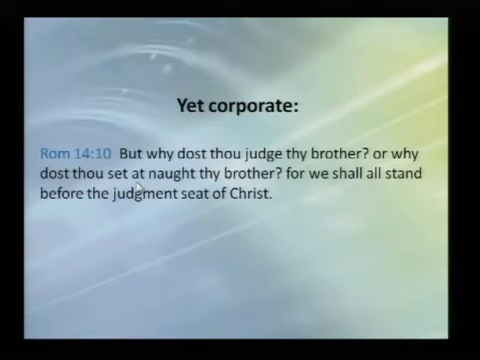 Yet corporate:
Rom 14:10  But why dost thou judge thy brother? or why
dost thou set at naught thy brother? for we shall all stand
before the judgment seat of Christ.